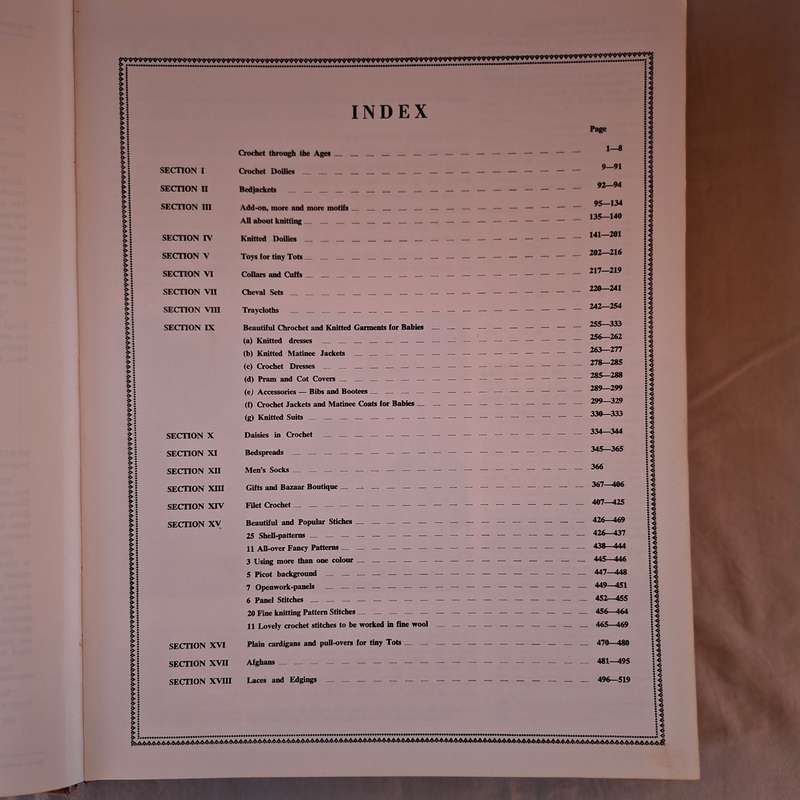 INDEX
Page
Crochet through the Ages 1—8
SECTION I Crochet Doilies 9—91
SECTION II Bedjackets 92—94
SECTION III Add-on, more and more motifs 95—134
All about knitting 135—140
SECTION IV Knitted Doilies 141—201
SECTION V Toys for tiny Tots 202—216
SECTION VI Collars and Cuffs 217—219
SECTION VII Cheval Sets 220—241
SECTION VIII Traycloths 242—254
SECTION IX Beautiful Chrochet and Knitted Garments for Babies 255—333
(a) Knitted dresses 256—262
(b) Knitted Matinee Jackets 263—277
(c) Crochet Dresses 278—285
(d) Pram and Cot Covers 285—288
(e) Accessories — Bibs and Bootees 289—299
(f) Crochet Jackets and Matinee Coats for Babies 299—329
(g) Knitted Suits 330—333
SECTION X Daisies in Crochet 334—344
SECTION XI Bedspreads 345—365
SECTION XII Men's Socks 366
SECTION XIII Gifts and Bazaar Boutique 367—406
SECTION XIV Filet Crochet 407—425
SECTION XV Beautiful and Popular Stiches 426—469
25 Shell-patterns 426—437
11 All-over Fancy Patterns 438—444
3 Using more than one colour 445—446
5 Picot background 447—448
7 Openwork-panels 449—451
6 Panel Stitches 452—455
20 Fine knitting Pattern Stitches 456—464
11 Lovely crochet stitches to be worked in fine wool 465—469
SECTION XVI Plain cardigans and pull-overs for tiny Tots 470—480
SECTION XVII Afghans 481—495
SECTION XVIII Laces and Edgings 496—519